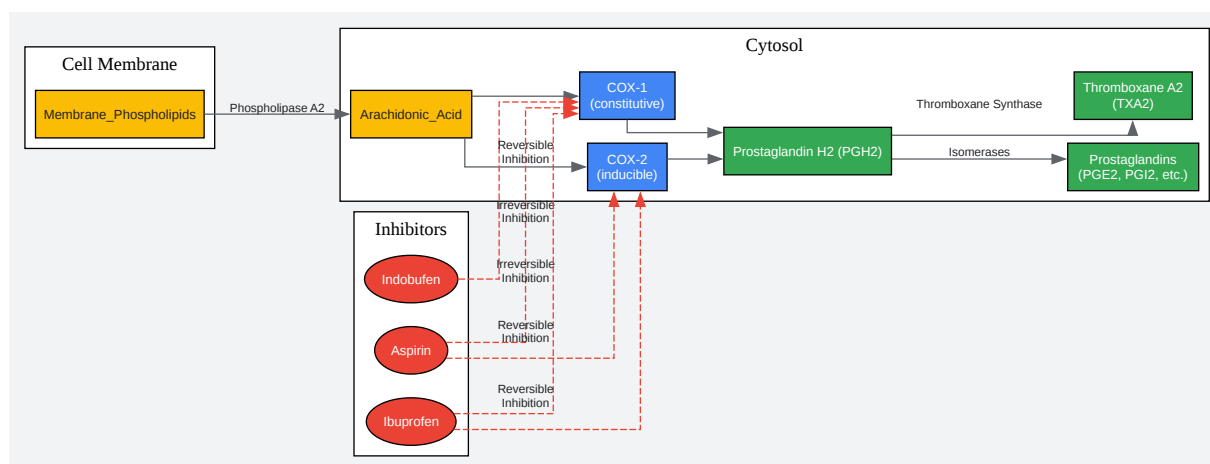 Cell Membrane
Membrane_Phospholipids
Phospholipase A2
Cytosol
Arachidonic_Acid
COX-1
(constitutive)
COX-2
(inducible)
Prostaglandin H2 (PGH2)
Thromboxane Synthase
Isomerases
Thromboxane A2
(TXA2)
Prostaglandins
(PGE2, PGI2, etc.)
Reversible
Inhibition
Irreversible
Inhibition
Irreversible
Inhibition
Reversible
Inhibition
Reversible
Inhibition
Inhibitors
Indobufen
Aspirin
Ibuprofen